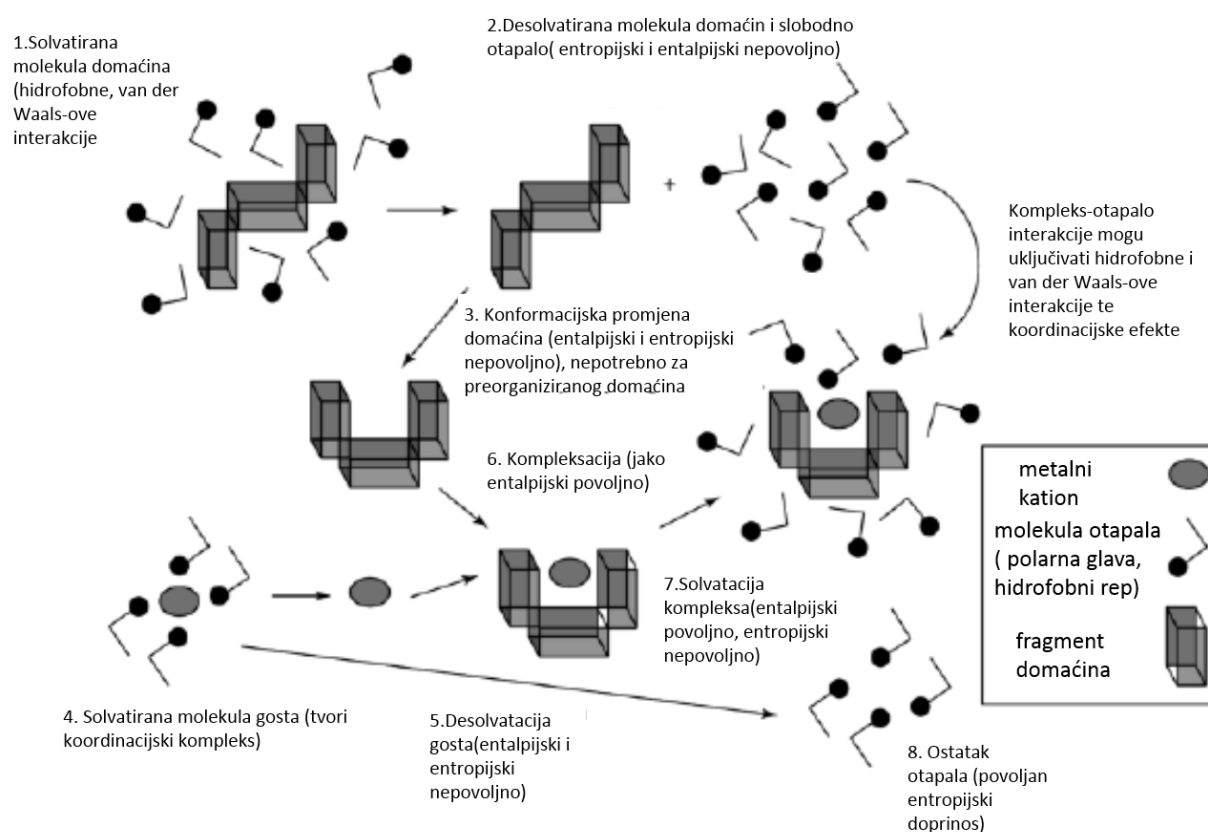 1.Solvatirana
molekula domaćina
(hidrofobne, van der
Waals-ove
interakcije
2.Desolvatirana molekula domaćin i slobodno
otapalo( entropijski i entalpijski nepovoljno)
+
Kompleks-otapalo
interakcije mogu
uključivati hidrofobne i
van der Waals-ove
interakcije te
koordinacijske efekte
3. Konformacijska promjena
domaćina (entalpijski i entropijski
nepovoljno), nepotrebno za
preorganiziranog domaćina
6. Kompleksacija (jako
entalpijski povoljno)
metalni
kation
molekula otapala
( polarna glava,
hidrofobni rep)
fragment
domaćina
7.Solvatacija
kompleksa(entalpijski
povoljno, entropijski
nepovoljno)
4. Solvatirana molekula gosta (tvori
koordinacijski kompleks)
5.Desolvatacija
gosta(entalpijski i
entropijski
nepovoljno)
8. Ostatak
otapala (povoljan
entropijski
doprinos)